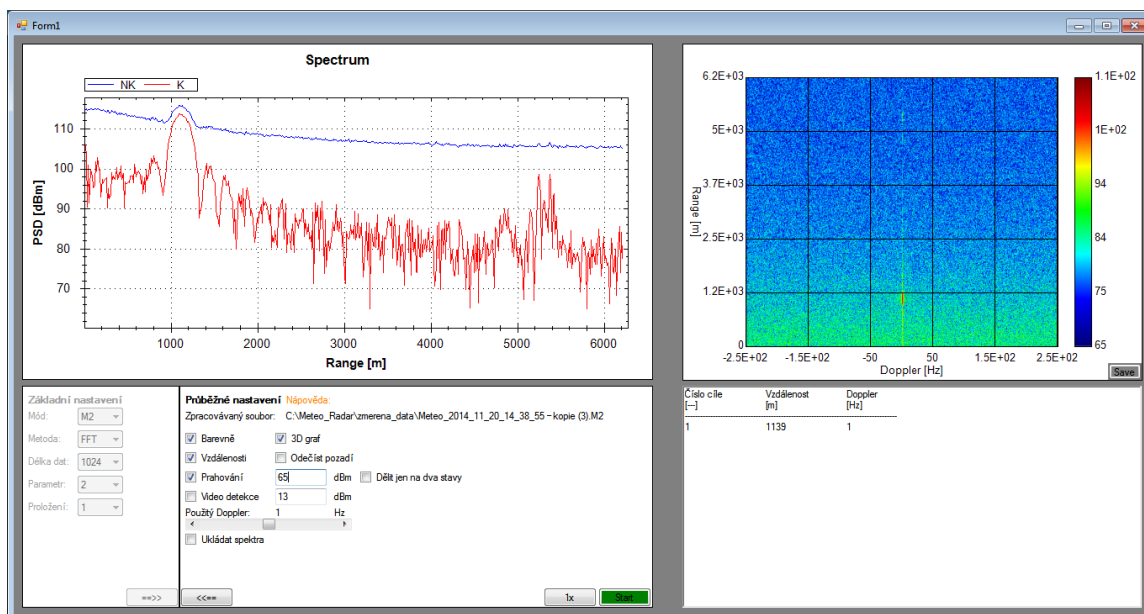 Form1
Spectrum
NK K
PSD [dBm]
110
100
90
80
70
1000 2000 3000 4000 5000 6000
Range [m]
6.2E+03
5E+03
3.7E+03
2.5E+03
1.2E+03
0
Range [m]
-2.5E+02 -1.5E+02 -50 50 1.5E+02 2.5E+02
Doppler [Hz]
1.1E+02
1E+02
94
84
75
65
Save
Základní nastavení
Mód: M2
Metoda: FFT
Délka dat: 1024
Parametr: 2
Proložení: 1
==>>
Průběžné nastavení Nápověda:
Zpracovávaný soubor: C:\Meteo_Radar\zmerena_data\Meteo_2014_11_20_14_38_55 – kopie (3).M2
Barevně 3D graf
Vzdálenosti Odečíst pozadí
Prahování 65 dBm Dělit jen na dva stavy
Video detekce 13 dBm
Použitý Doppler: 1 Hz
Ukládat spektra
<<== 1x Start
Číslo cíle Vzdálenost Doppler
[---] [m] [Hz]
1 1139 1